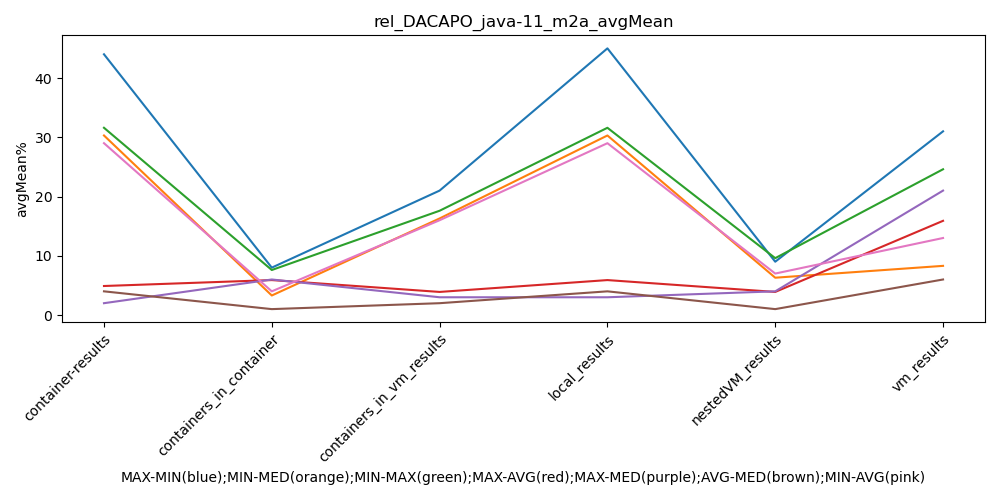 rel_DACAPO_java-11_m2a_avgMean
avgMean%
40
30
20
10
0
container-results
containers_in_container
containers_in_vm_results
local_results
nestedVM_results
vm_results
MAX-MIN(blue);MIN-MED(orange);MIN-MAX(green);MAX-AVG(red);MAX-MED(purple);AVG-MED(brown);MIN-AVG(pink)